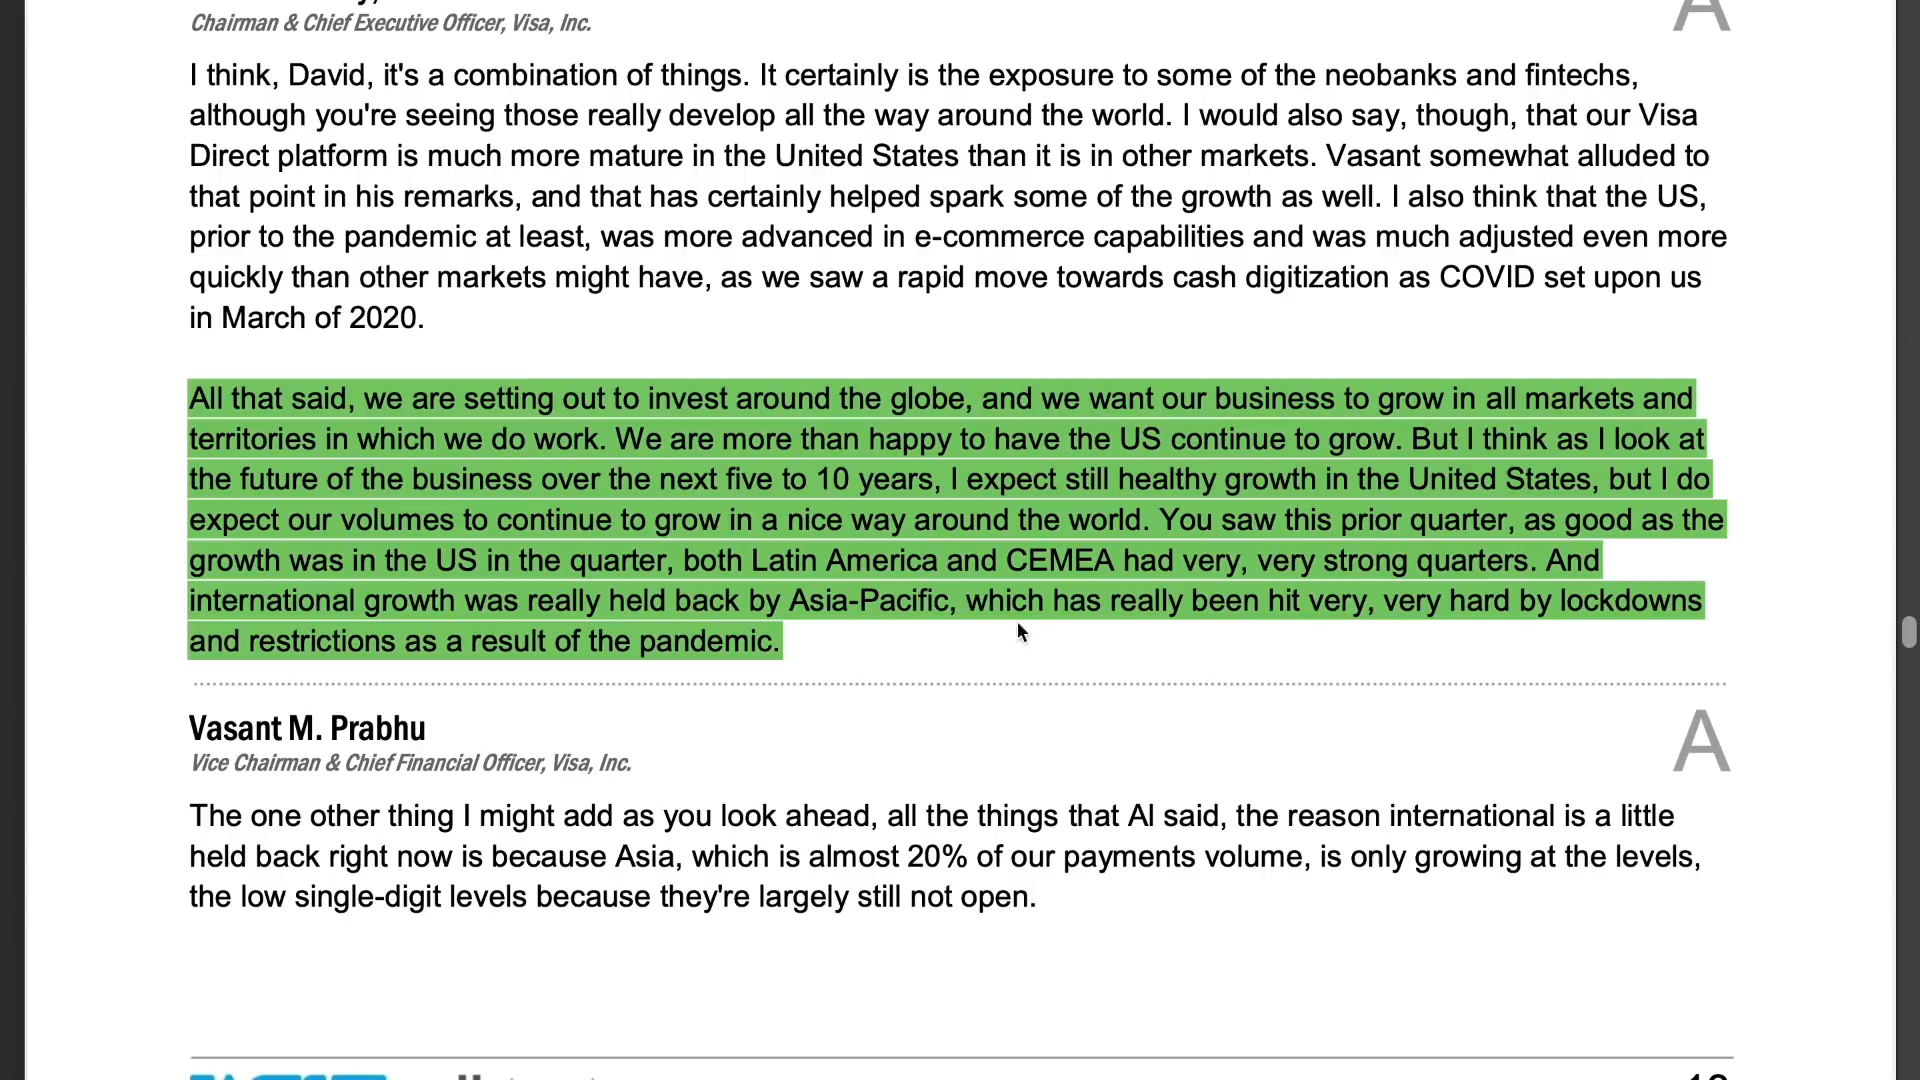 Chairman & Chief Executive Officer, Visa, Inc.
A
I think, David, it's a combination of things. It certainly is the exposure to some of the neobanks and fintechs,
although you're seeing those really develop all the way around the world. I would also say, though, that our Visa
Direct platform is much more mature in the United States than it is in other markets. Vasant somewhat alluded to
that point in his remarks, and that has certainly helped spark some of the growth as well. I also think that the US,
prior to the pandemic at least, was more advanced in e-commerce capabilities and was much adjusted even more
quickly than other markets might have, as we saw a rapid move towards cash digitization as COVID set upon us
in March of 2020.
All that said, we are setting out to invest around the globe, and we want our business to grow in all markets and
territories in which we do work. We are more than happy to have the US continue to grow. But I think as I look at
the future of the business over the next five to 10 years, I expect still healthy growth in the United States, but I do
expect our volumes to continue to grow in a nice way around the world. You saw this prior quarter, as good as the
growth was in the US in the quarter, both Latin America and CEMEA had very, very strong quarters. And
international growth was really held back by Asia-Pacific, which has really been hit very, very hard by lockdowns
and restrictions as a result of the pandemic.
Vasant M. Prabhu
A
Vice Chairman & Chief Financial Officer, Visa, Inc.
The one other thing I might add as you look ahead, all the things that Al said, the reason international is a little
held back right now is because Asia, which is almost 20% of our payments volume, is only growing at the levels,
the low single-digit levels because they're largely still not open.